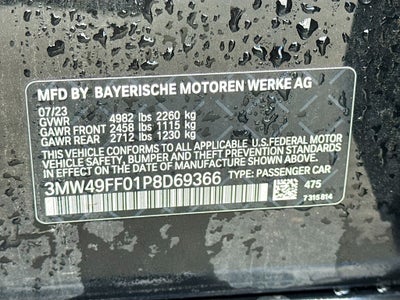 MFD BY BAYERISCHE MOTOREN WERKE AG
07/23
GVWR 4982 lbs 2260 kg
GAWR FRONT 2458 lbs 1115 kg
GAWR REAR 2712 lbs 1230 kg
THIS VEHICLE CONFORMS TO ALL APPLICABLE U.S.FEDERAL MOTOR
VEHICLE SAFETY, BUMPER, AND THEFT PREVENTION STANDARDS
IN EFFECT ON THE DATE OF MANUFACTURE SHOWN ABOVE.
3MW49FF01P8D69366 TYPE: PASSENGER CAR 475
7 315 814